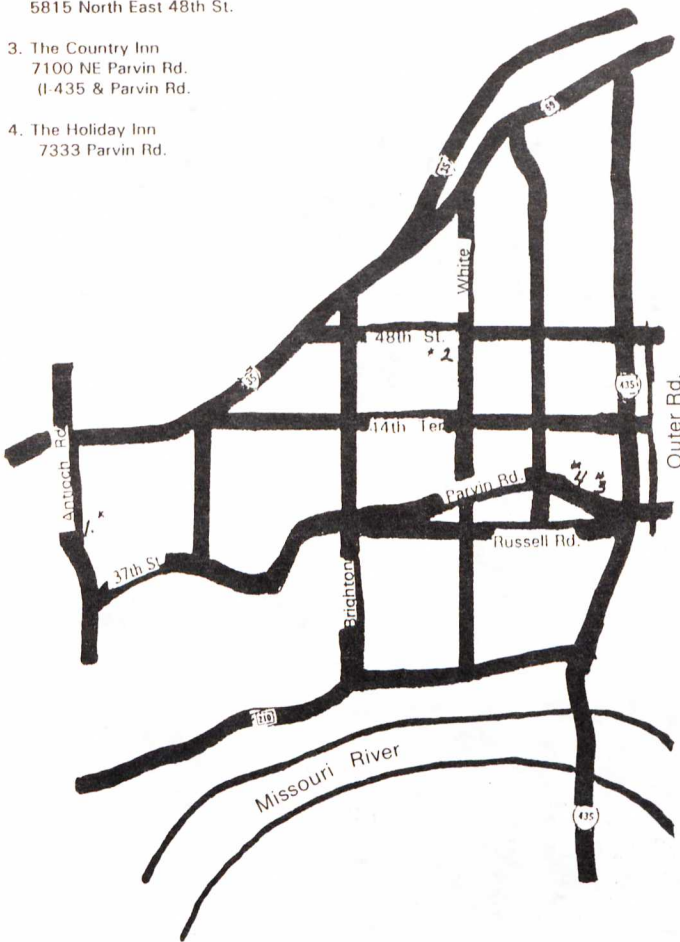 5815 North East 48th St.
3. The Country Inn
7100 NE Parvin Rd.
(I-435 & Parvin Rd.
4. The Holiday Inn
7333 Parvin Rd.
69
35
White
48th St.
* 2
35
435
Outer Rd.
Antioch Rd
44th Ter
* 4
* 3
Parvin Rd.
1. *
Russell Rd.
37th St
Brighton
210
Missouri River
435